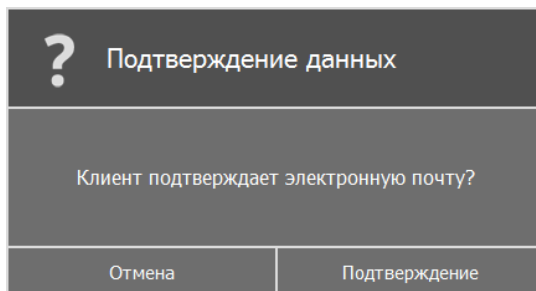 ?
Подтверждение данных
Клиент подтверждает электронную почту?
Отмена
Подтверждение